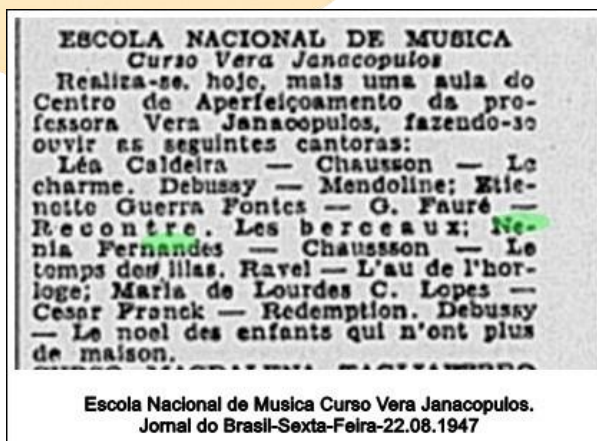 ESCOLA NACIONAL DE MUSICA
Curso Vera Janacopulos
Realiza-se, hoje, mais uma aula do
Centro de Aperfeiçoamento da pro-
fessora Vera Janacopulos, fazendo-se
ouvir as seguintes cantoras:
Léa Caldeira — Chausson — Le
charme. Debussy — Mendoline; Etie-
nette Guerra Fontes — G. Fauré —
Recontre. Les berceaux; Ne-
nia Fernandes — Chaussson — Le
temps des lilas. Ravel — L'au de l'hor-
loge; Maria de Lourdes C. Lopes —
Cesar Franck — Redemption. Debussy
— Le noel des enfants qui n'ont plus
de maison.
Escola Nacional de Musica Curso Vera Janacopulos.
Jornal do Brasil-Sexta-Feira-22.08.1947